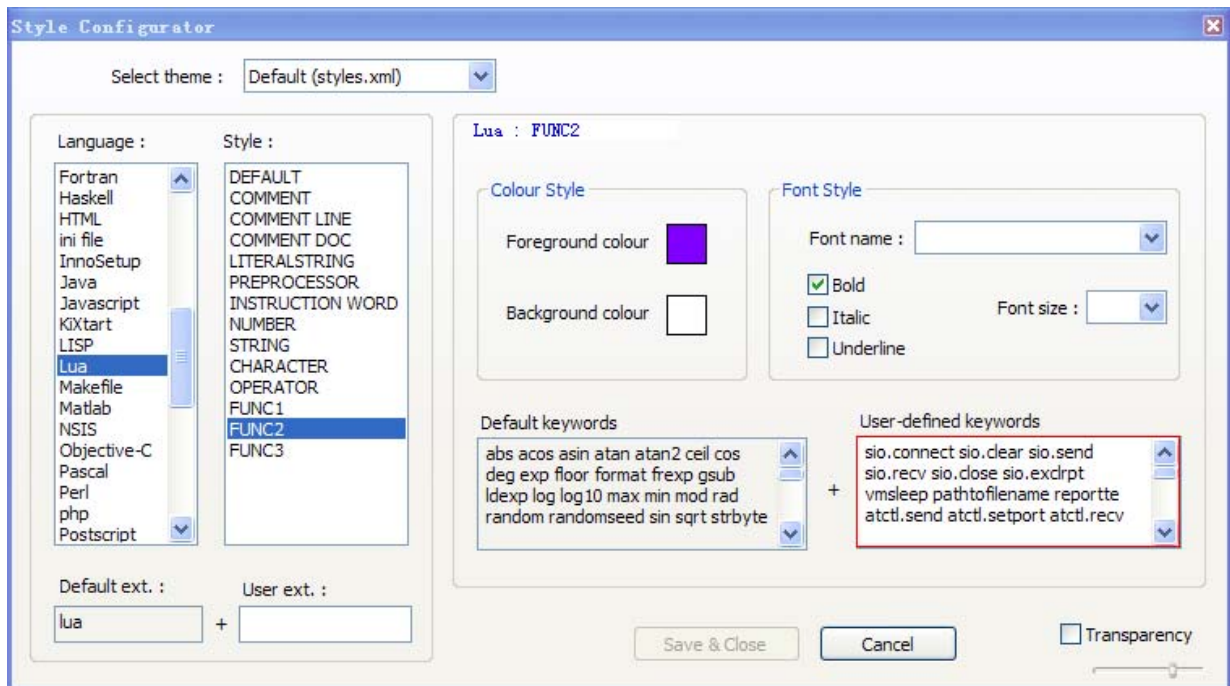 Style Configurator
Select theme : Default (styles.xml)
Language :
Fortran
Haskell
HTML
ini file
InnoSetup
Java
Javascript
KiXtart
LISP
Lua
Makefile
Matlab
NSIS
Objective-C
Pascal
Perl
php
Postscript
Style :
DEFAULT
COMMENT
COMMENT LINE
COMMENT DOC
LITERALSTRING
PREPROCESSOR
INSTRUCTION WORD
NUMBER
STRING
CHARACTER
OPERATOR
FUNC1
FUNC2
FUNC3
Default ext. :
lua
+
User ext. :
Lua : FUNC2
Colour Style
Foreground colour
Background colour
Font Style
Font name :
Bold
Italic
Underline
Font size :
Default keywords
abs acos asin atan atan2 ceil cos
deg exp floor format frexp gsub
ldexp log log10 max min mod rad
random randomseed sin sqrt strbyte
+
User-defined keywords
sio.connect sio.clear sio.send
sio.recv sio.close sio.exclrpt
vmsleep pathtofilename reportte
atctl.send atctl.setport atctl.recv
Save & Close
Cancel
Transparency